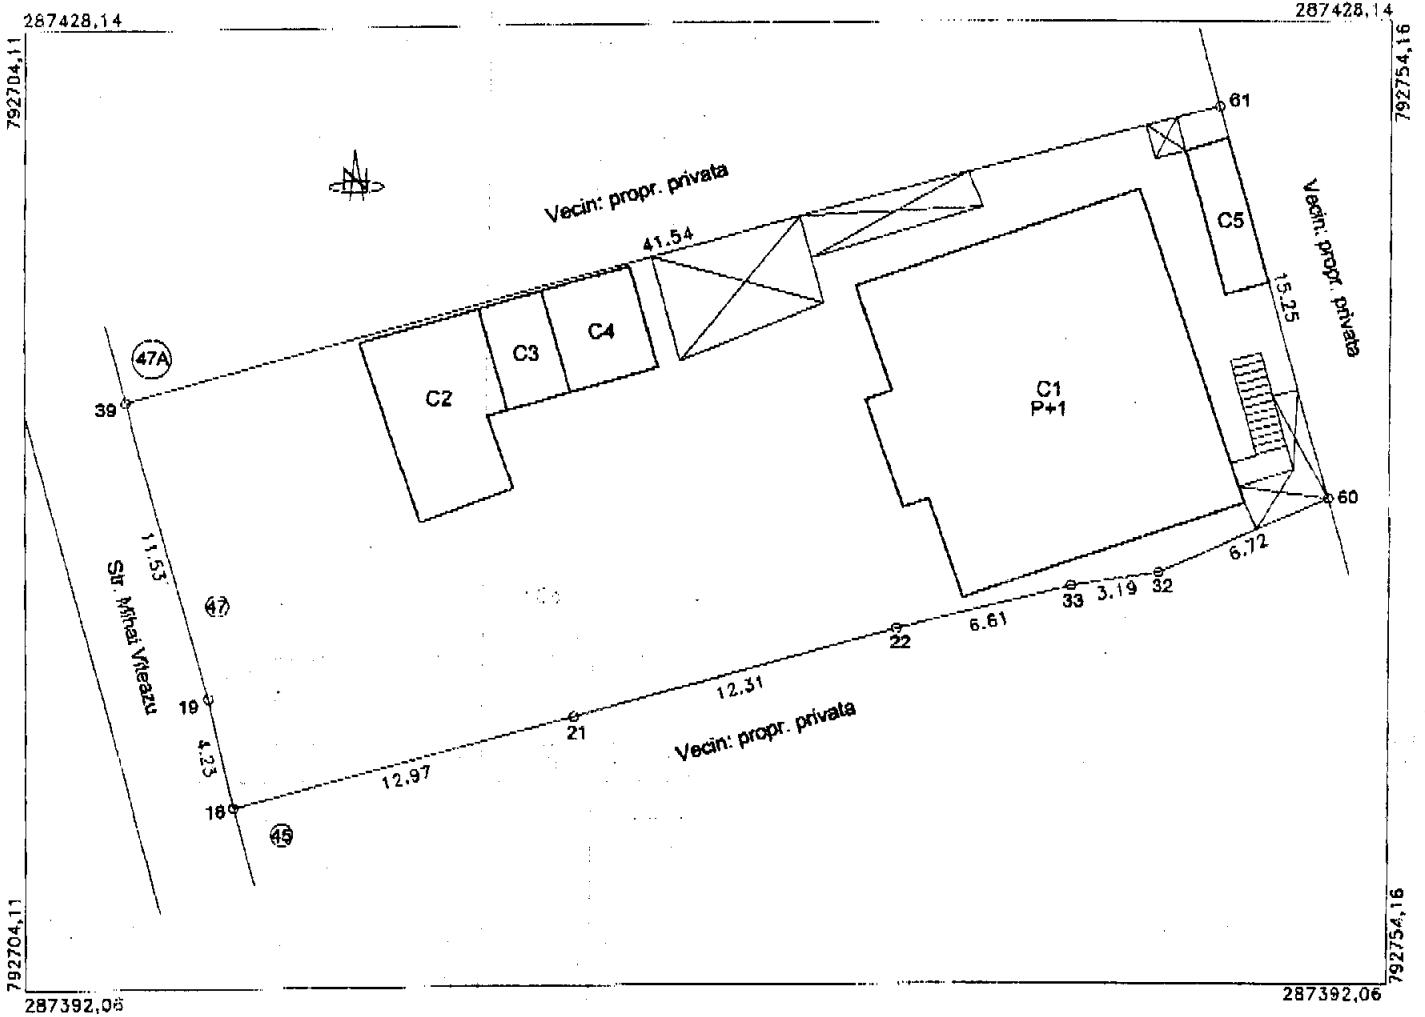 287428,14
287428,14
792704,11
792754,16
61
Vecin: propr. privata
41.54
C5
Vecin: propr. privata
15.25
47A
C4
C3
C2
C1
P+1
39
60
11.53
Str. Mihai Viteazu
47
6.72
32
3.19
33
6.61
22
19
12.31
21
Vecin: propr. privata
4.23
12.97
18
45
792704,11
792754,16
287392,06
287392,06